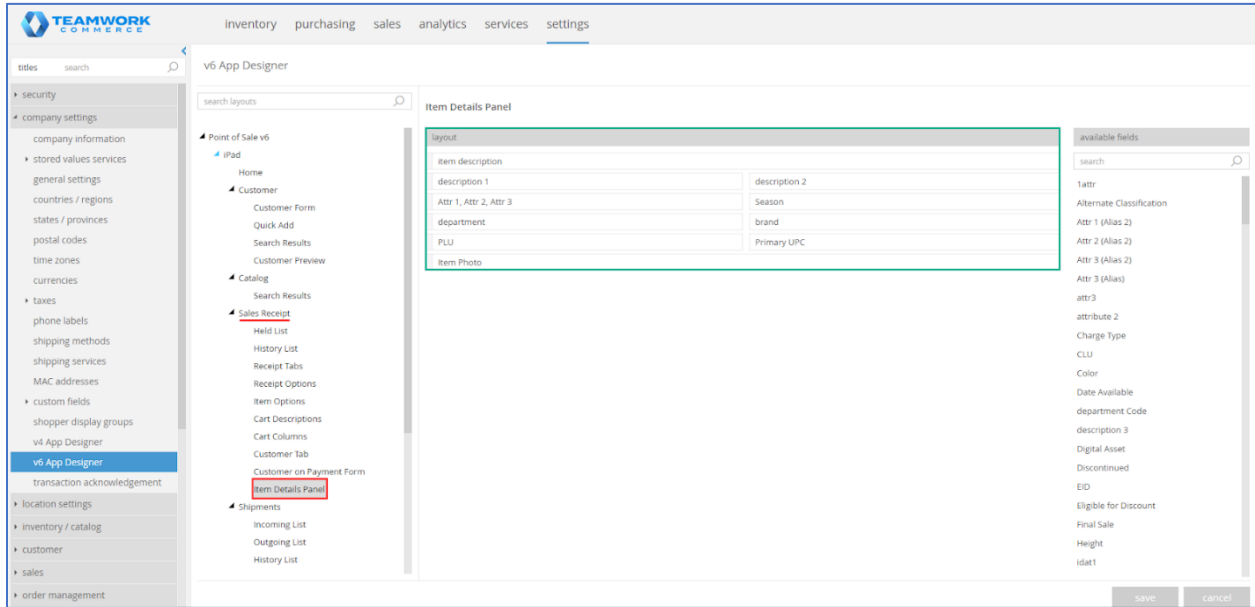 TEAMWORK
COMMERCE
inventory purchasing sales analytics services settings
titles search
security
company settings
company information
stored values services
general settings
countries / regions
states / provinces
postal codes
time zones
currencies
taxes
phone labels
shipping methods
shipping services
MAC addresses
custom fields
shopper display groups
v4 App Designer
v6 App Designer
transaction acknowledgement
location settings
inventory / catalog
customer
sales
order management
v6 App Designer
search layouts
Point of Sale v6
iPad
Home
Customer
Customer Form
Quick Add
Search Results
Customer Preview
Catalog
Search Results
Sales Receipt
Held List
History List
Receipt Tabs
Receipt Options
Item Options
Cart Descriptions
Cart Columns
Customer Tab
Customer on Payment Form
Item Details Panel
Shipments
Incoming List
Outgoing List
History List
Item Details Panel
layout
item description
description 1 description 2
Attr 1, Attr 2, Attr 3 Season
department brand
PLU Primary UPC
Item Photo
available fields
search
1attr
Alternate Classification
Attr 1 (Alias 2)
Attr 2 (Alias 2)
Attr 3 (Alias 2)
Attr 3 (Alias)
attr3
attribute 2
Charge Type
CLU
Color
Date Available
department Code
description 3
Digital Asset
Discontinued
EID
Eligible for Discount
Final Sale
Height
idat1
save cancel